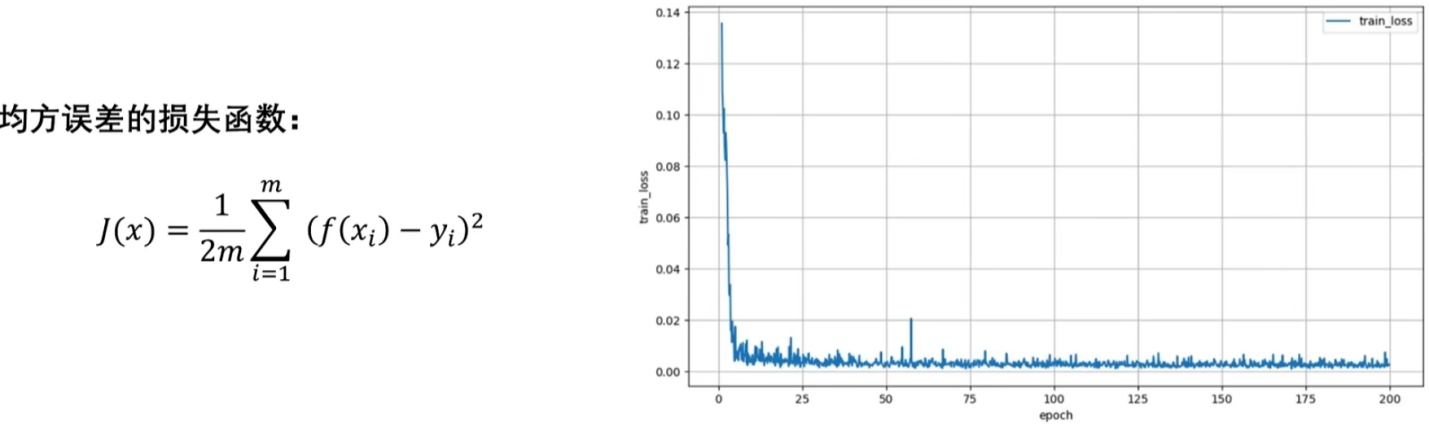 均方误差的损失函数：
J(x) = \frac{1}{2m} \sum_{i=1}^{m} (f(x_i) − y_i)^2
train_loss
0.14
0.12
0.10
0.08
0.06
0.04
0.02
0.00
train_loss
0 25 50 75 100 125 150 175 200
epoch